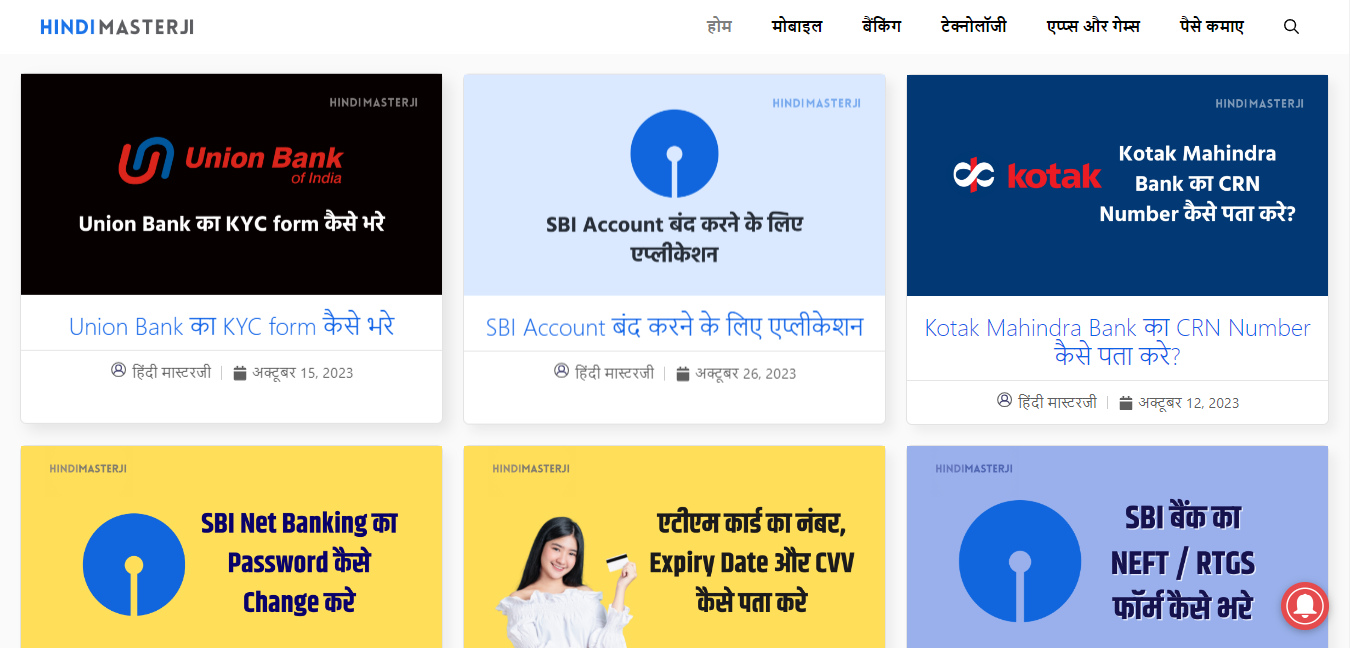 HINDIMASTERJI
होम मोबाइल बैंकिंग टेक्नोलॉजी एप्प्स और गेम्स पैसे कमाए
HINDIMASTERJI
Union Bank
of India
Union Bank का KYC form कैसे भरे
Union Bank का KYC form कैसे भरे
हिंदी मास्टरजी अक्टूबर 15, 2023
HINDIMASTERJI
SBI Account बंद करने के लिए
एप्लीकेशन
SBI Account बंद करने के लिए एप्लीकेशन
हिंदी मास्टरजी अक्टूबर 26, 2023
HINDIMASTERJI
kotak
Kotak Mahindra
Bank का CRN
Number कैसे पता करे?
Kotak Mahindra Bank का CRN Number
कैसे पता करे?
हिंदी मास्टरजी अक्टूबर 12, 2023
HINDIMASTERJI
SBI Net Banking का
Password कैसे
Change करे
HINDIMASTERJI
एटीएम कार्ड का नंबर,
Expiry Date और CVV
कैसे पता करे
HINDIMASTERJI
SBI बैंक का
NEFT / RTGS
फॉर्म कैसे भरे